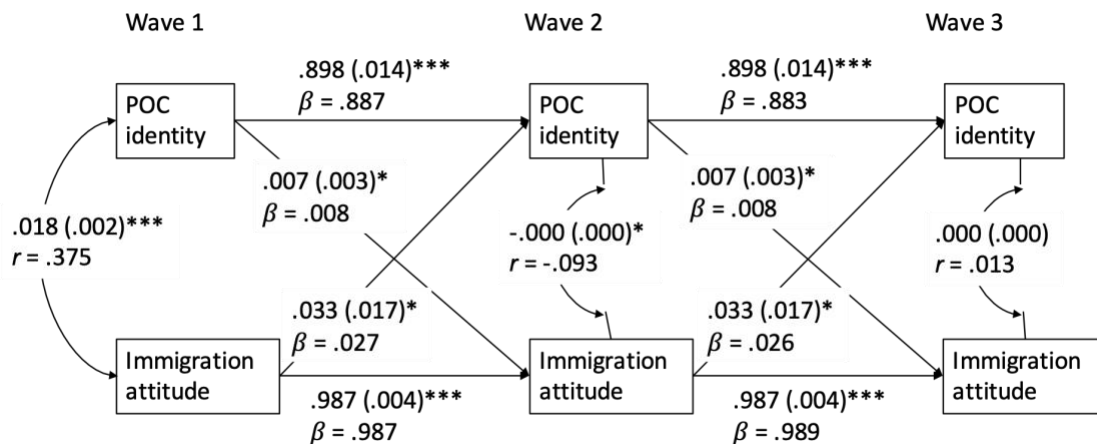 Wave 1
Wave 2
Wave 3
.898 (.014)***
β = .887
.898 (.014)***
β = .883
POC
identity
POC
identity
POC
identity
.007 (.003)*
β = .008
.007 (.003)*
β = .008
.018 (.002)***
r = .375
-.000 (.000)*
r = -.093
.000 (.000)
r = .013
.033 (.017)*
β = .027
.033 (.017)*
β = .026
Immigration
attitude
Immigration
attitude
Immigration
attitude
.987 (.004)***
β = .987
.987 (.004)***
β = .989